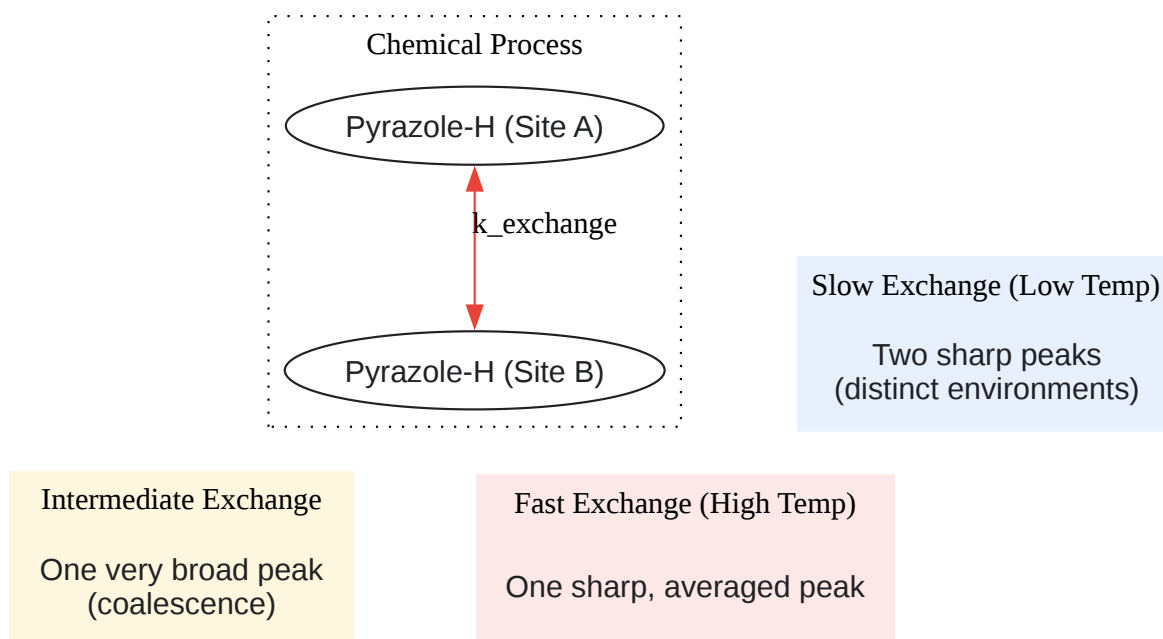 Chemical Process
Pyrazole-H (Site A)
k_exchange
Pyrazole-H (Site B)
Slow Exchange (Low Temp)
Two sharp peaks
(distinct environments)
Intermediate Exchange
One very broad peak
(coalescence)
Fast Exchange (High Temp)
One sharp, averaged peak